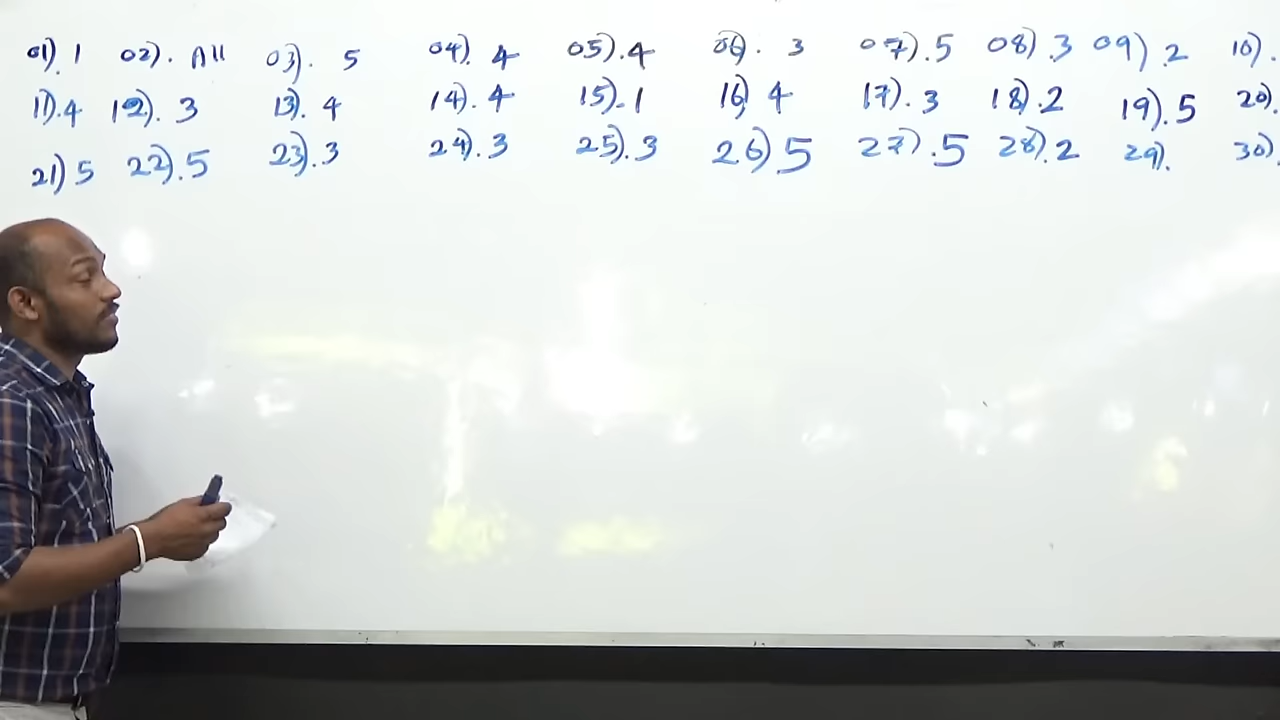 01). 1 02). All 03). 5 04). 4 05). 4 06). 3 07). 5 08). 3 09). 2 10).
11). 4 12). 3 13). 4 14). 4 15). 1 16) 4 17). 3 18). 2 19). 5 20).
21) 5 22). 5 23). 3 24). 3 25). 3 26) 5 27). 5 28). 2 29). 30).